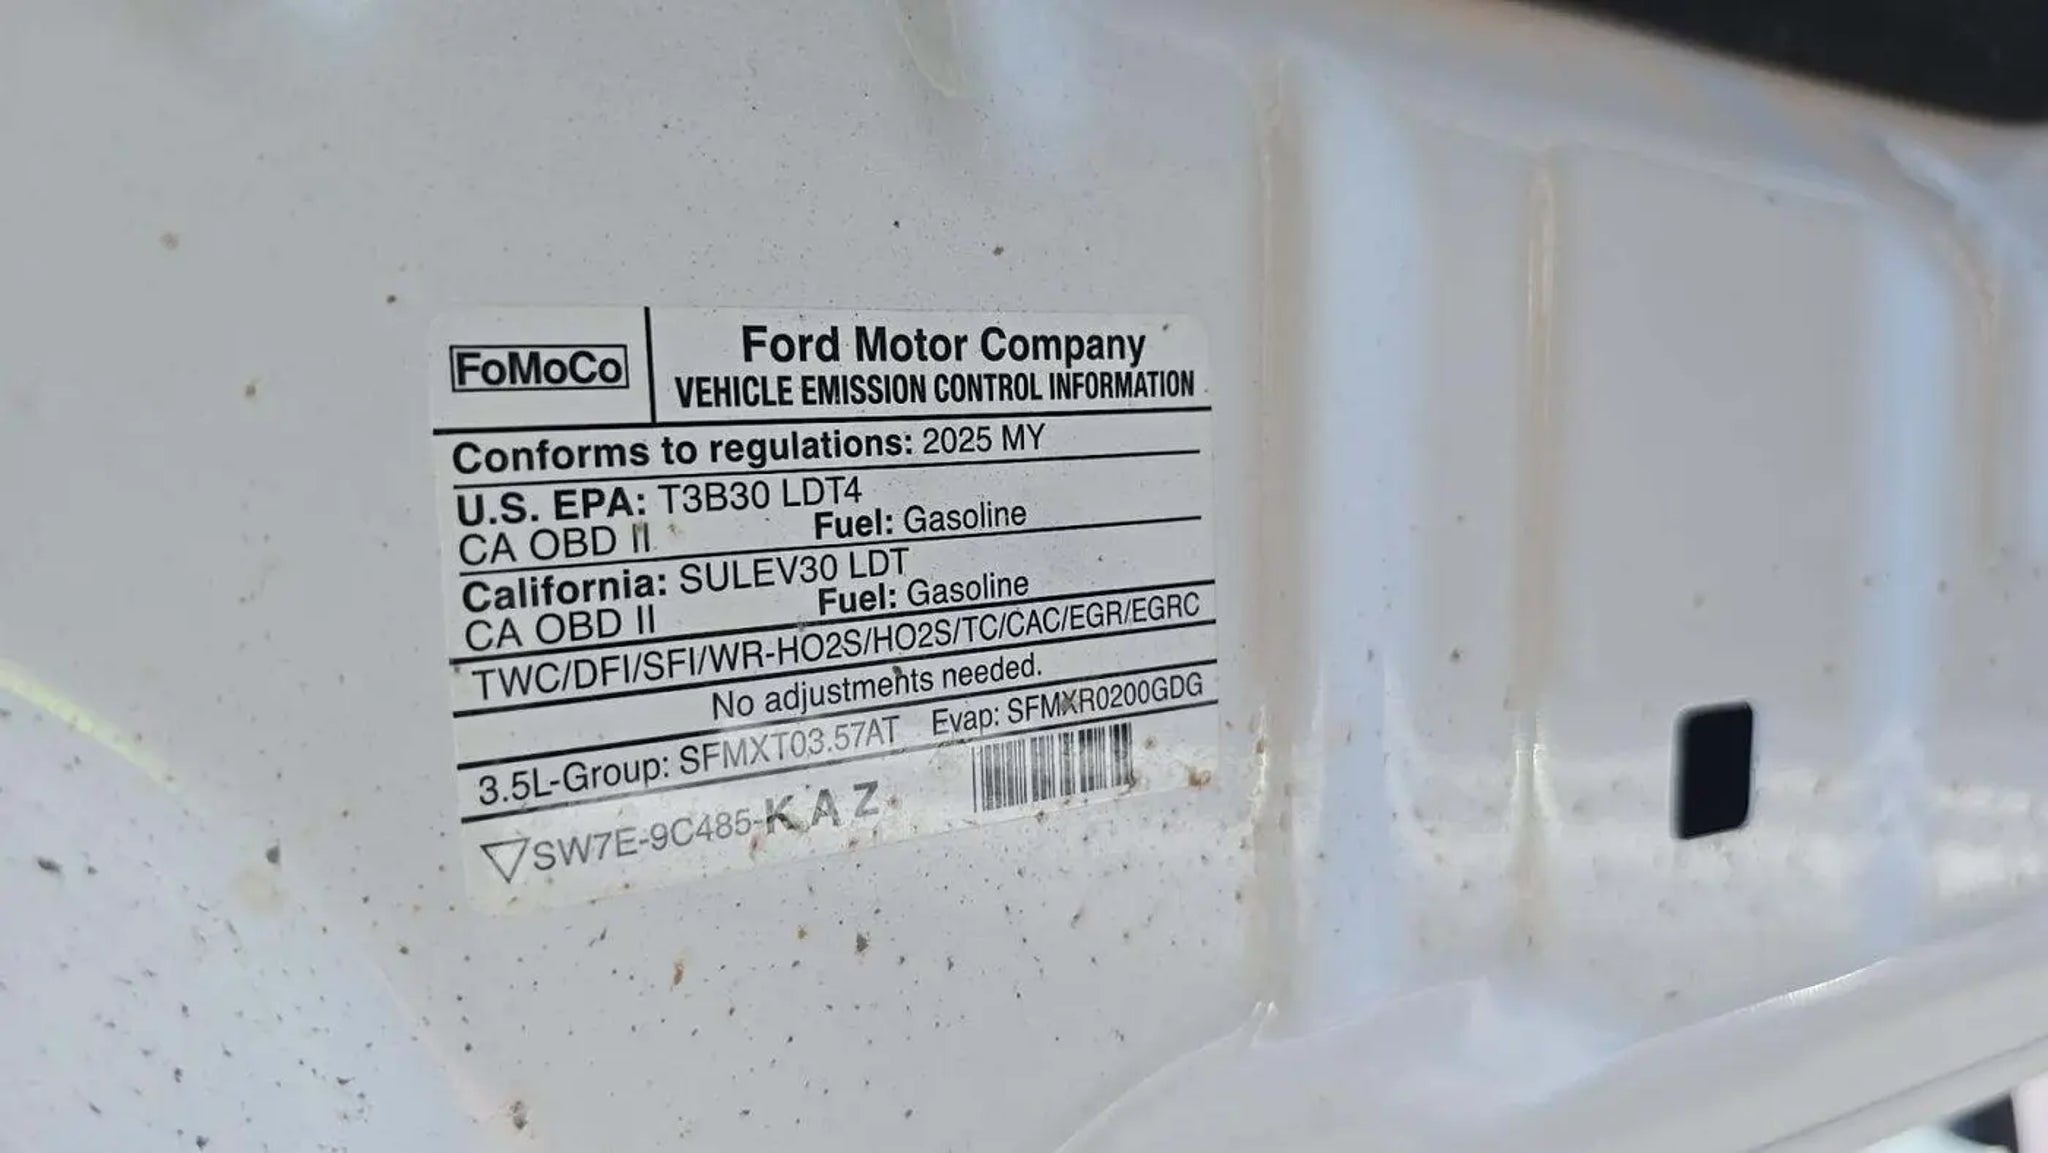 FoMoCo
Ford Motor Company
VEHICLE EMISSION CONTROL INFORMATION
Conforms to regulations: 2025 MY
U.S. EPA: T3B30 LDT4
CA OBD II Fuel: Gasoline
California: SULEV30 LDT
CA OBD II Fuel: Gasoline
TWC/DFI/SFI/WR-HO2S/HO2S/TC/CAC/EGR/EGRC
No adjustments needed.
3.5L-Group: SFMXT03.57AT Evap: SFMXR0200GDG
SW7E-9C485-KAZ